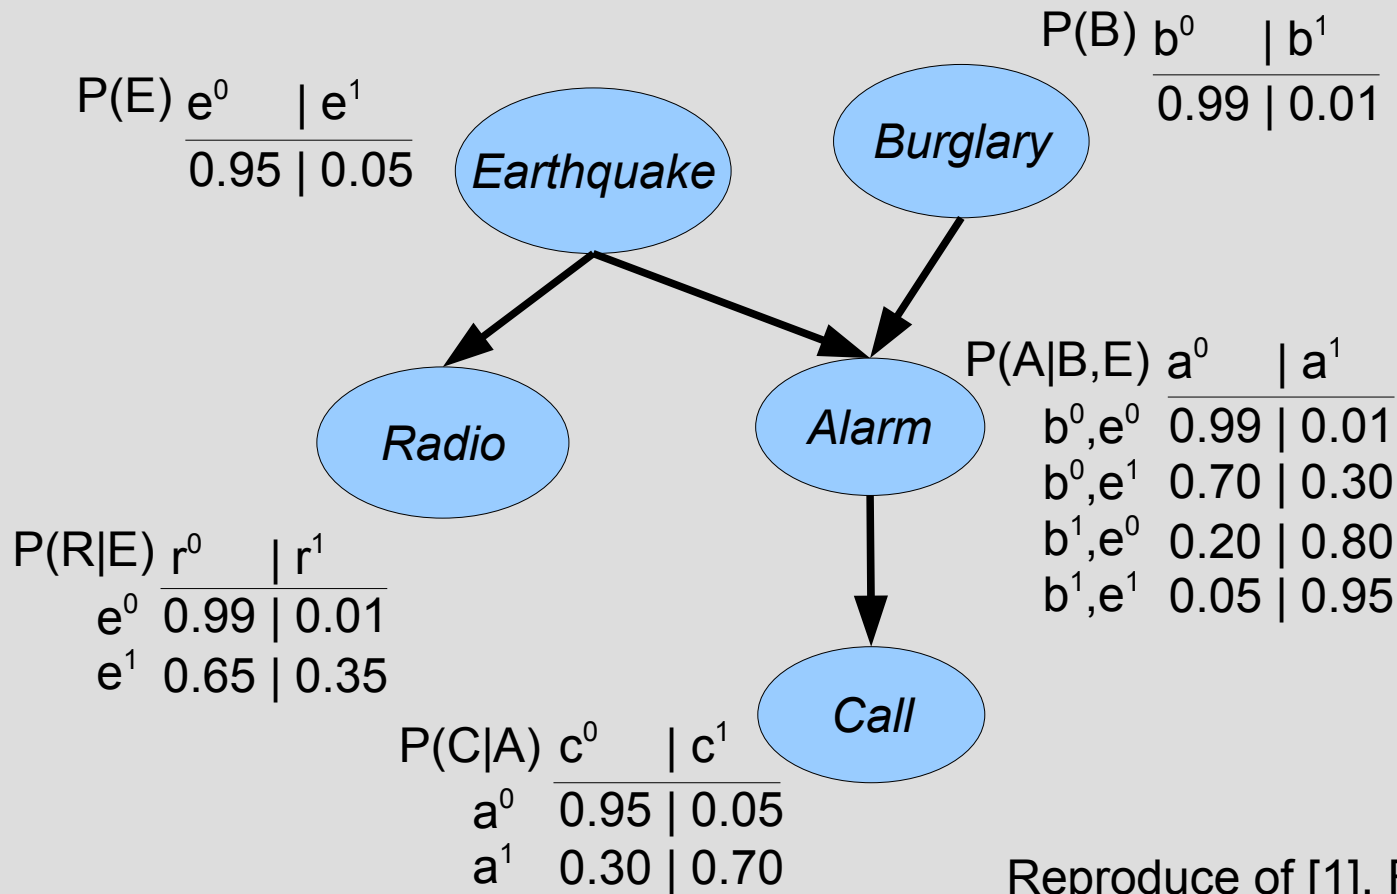 P(B) b⁰ | b¹
0.99 | 0.01
P(E) e⁰ | e¹
0.95 | 0.05
Earthquake
Burglary
Radio
Alarm
P(A|B,E) a⁰ | a¹
b⁰,e⁰ 0.99 | 0.01
b⁰,e¹ 0.70 | 0.30
b¹,e⁰ 0.20 | 0.80
b¹,e¹ 0.05 | 0.95
P(R|E) r⁰ | r¹
e⁰ 0.99 | 0.01
e¹ 0.65 | 0.35
Call
P(C|A) c⁰ | c¹
a⁰ 0.95 | 0.05
a¹ 0.30 | 0.70
Reproduce of [1],